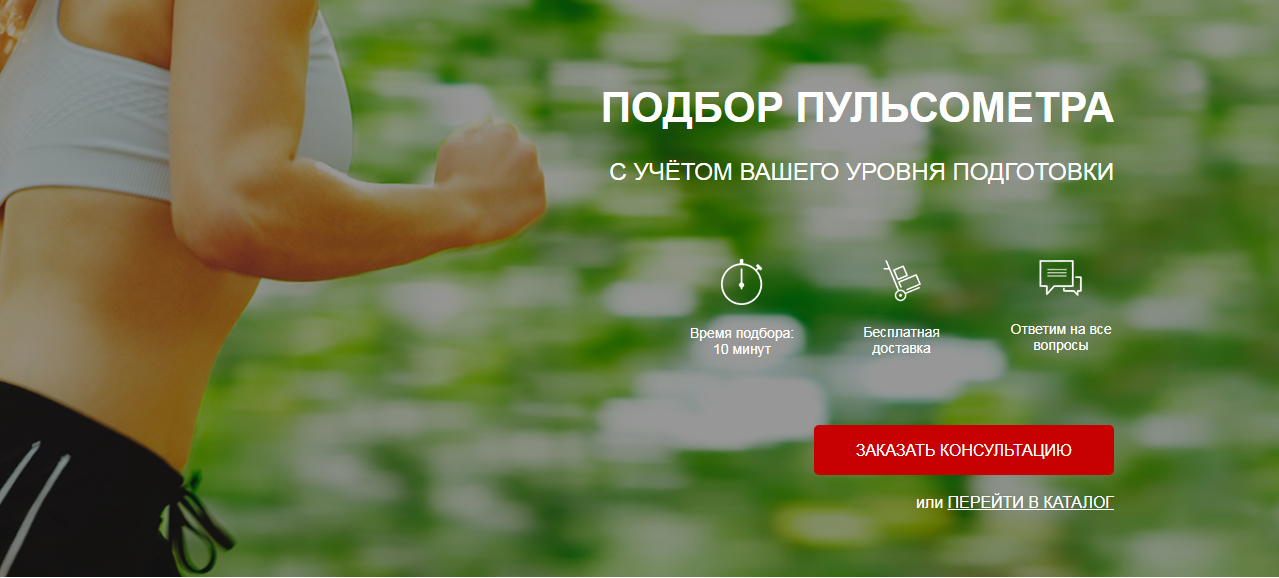 ПОДБОР ПУЛЬСОМЕТРА
С УЧЁТОМ ВАШЕГО УРОВНЯ ПОДГОТОВКИ
Время подбора:
10 минут
Бесплатная
доставка
Ответим на все
вопросы
ЗАКАЗАТЬ КОНСУЛЬТАЦИЮ
или ПЕРЕЙТИ В КАТАЛОГ